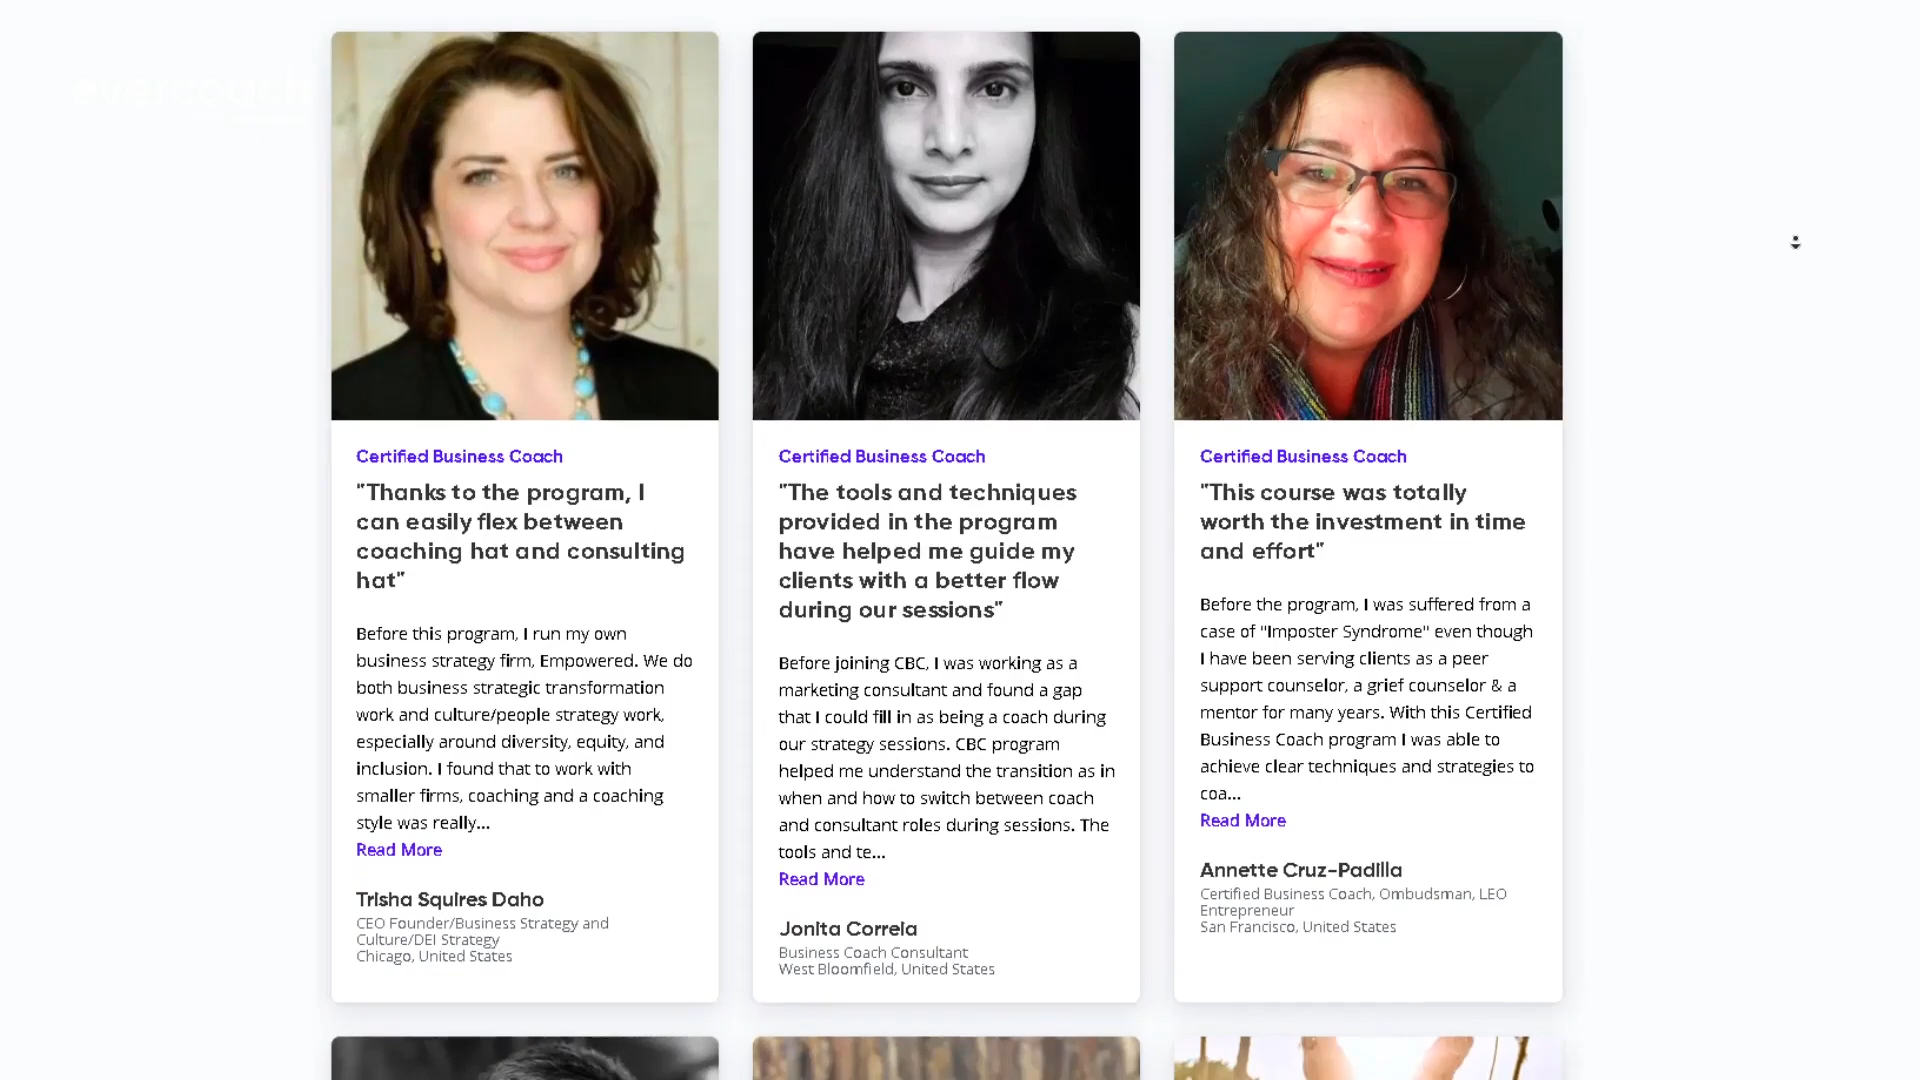 evercoach
Certified Business Coach
"Thanks to the program, I
can easily flex between
coaching hat and consulting
hat"
Before this program, I run my own
business strategy firm, Empowered. We do
both business strategic transformation
work and culture/people strategy work,
especially around diversity, equity, and
inclusion. I found that to work with
smaller firms, coaching and a coaching
style was really...
Read More
Trisha Squires Daho
CEO Founder/Business Strategy and
Culture/DEI Strategy
Chicago, United States
Certified Business Coach
"The tools and techniques
provided in the program
have helped me guide my
clients with a better flow
during our sessions"
Before joining CBC, I was working as a
marketing consultant and found a gap
that I could fill in as being a coach during
our strategy sessions. CBC program
helped me understand the transition as in
when and how to switch between coach
and consultant roles during sessions. The
tools and te...
Read More
Jonita Correia
Business Coach Consultant
West Bloomfield, United States
Certified Business Coach
"This course was totally
worth the investment in time
and effort"
Before the program, I was suffered from a
case of "Imposter Syndrome" even though
I have been serving clients as a peer
support counselor, a grief counselor & a
mentor for many years. With this Certified
Business Coach program I was able to
achieve clear techniques and strategies to
coa...
Read More
Annette Cruz-Padilla
Certified Business Coach, Ombudsman, LEO
Entrepreneur
San Francisco, United States